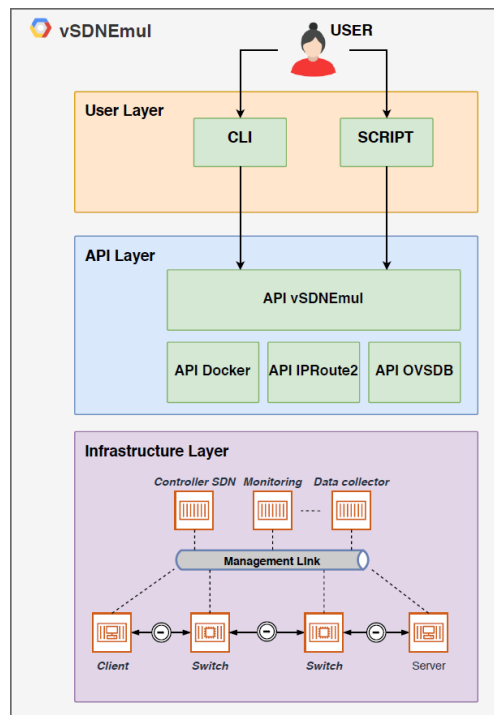 vSDNEmul
USER
User Layer
CLI
SCRIPT
API Layer
API vSDNEmul
API Docker
API IPRoute2
API OVSDB
Infrastructure Layer
Controller SDN
Monitoring
Data collector
Management Link
Client
Switch
Switch
Server